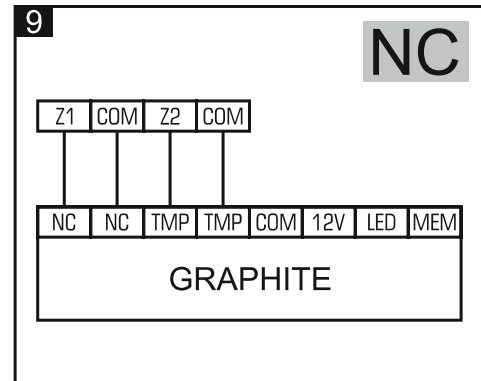 9
NC
Z1 COM Z2 COM
NC NC TMP TMP COM 12V LED MEM
GRAPHITE